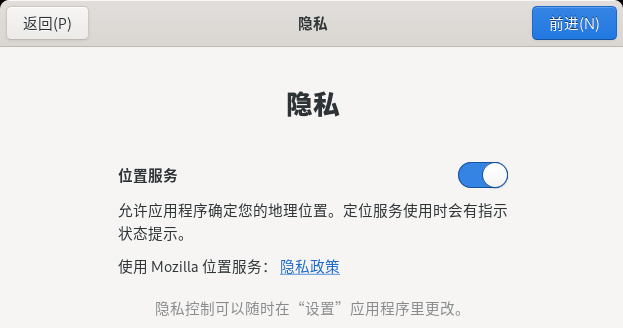 返回(P) 隐私 前进(N)
隐私
位置服务
允许应用程序确定您的地理位置。定位服务使用时会有指示
状态提示。
使用 Mozilla 位置服务： 隐私政策
隐私控制可以随时在“设置”应用程序里更改。